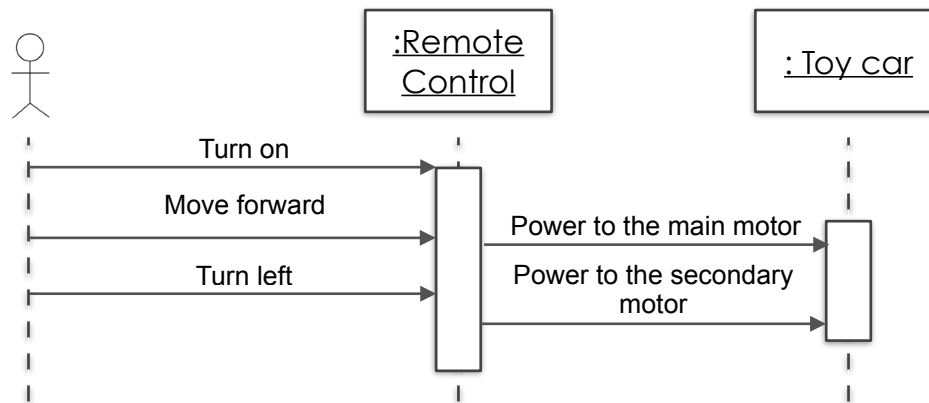 :Remote
Control
: Toy car
Turn on
Move forward
Power to the main motor
Turn left
Power to the secondary
motor